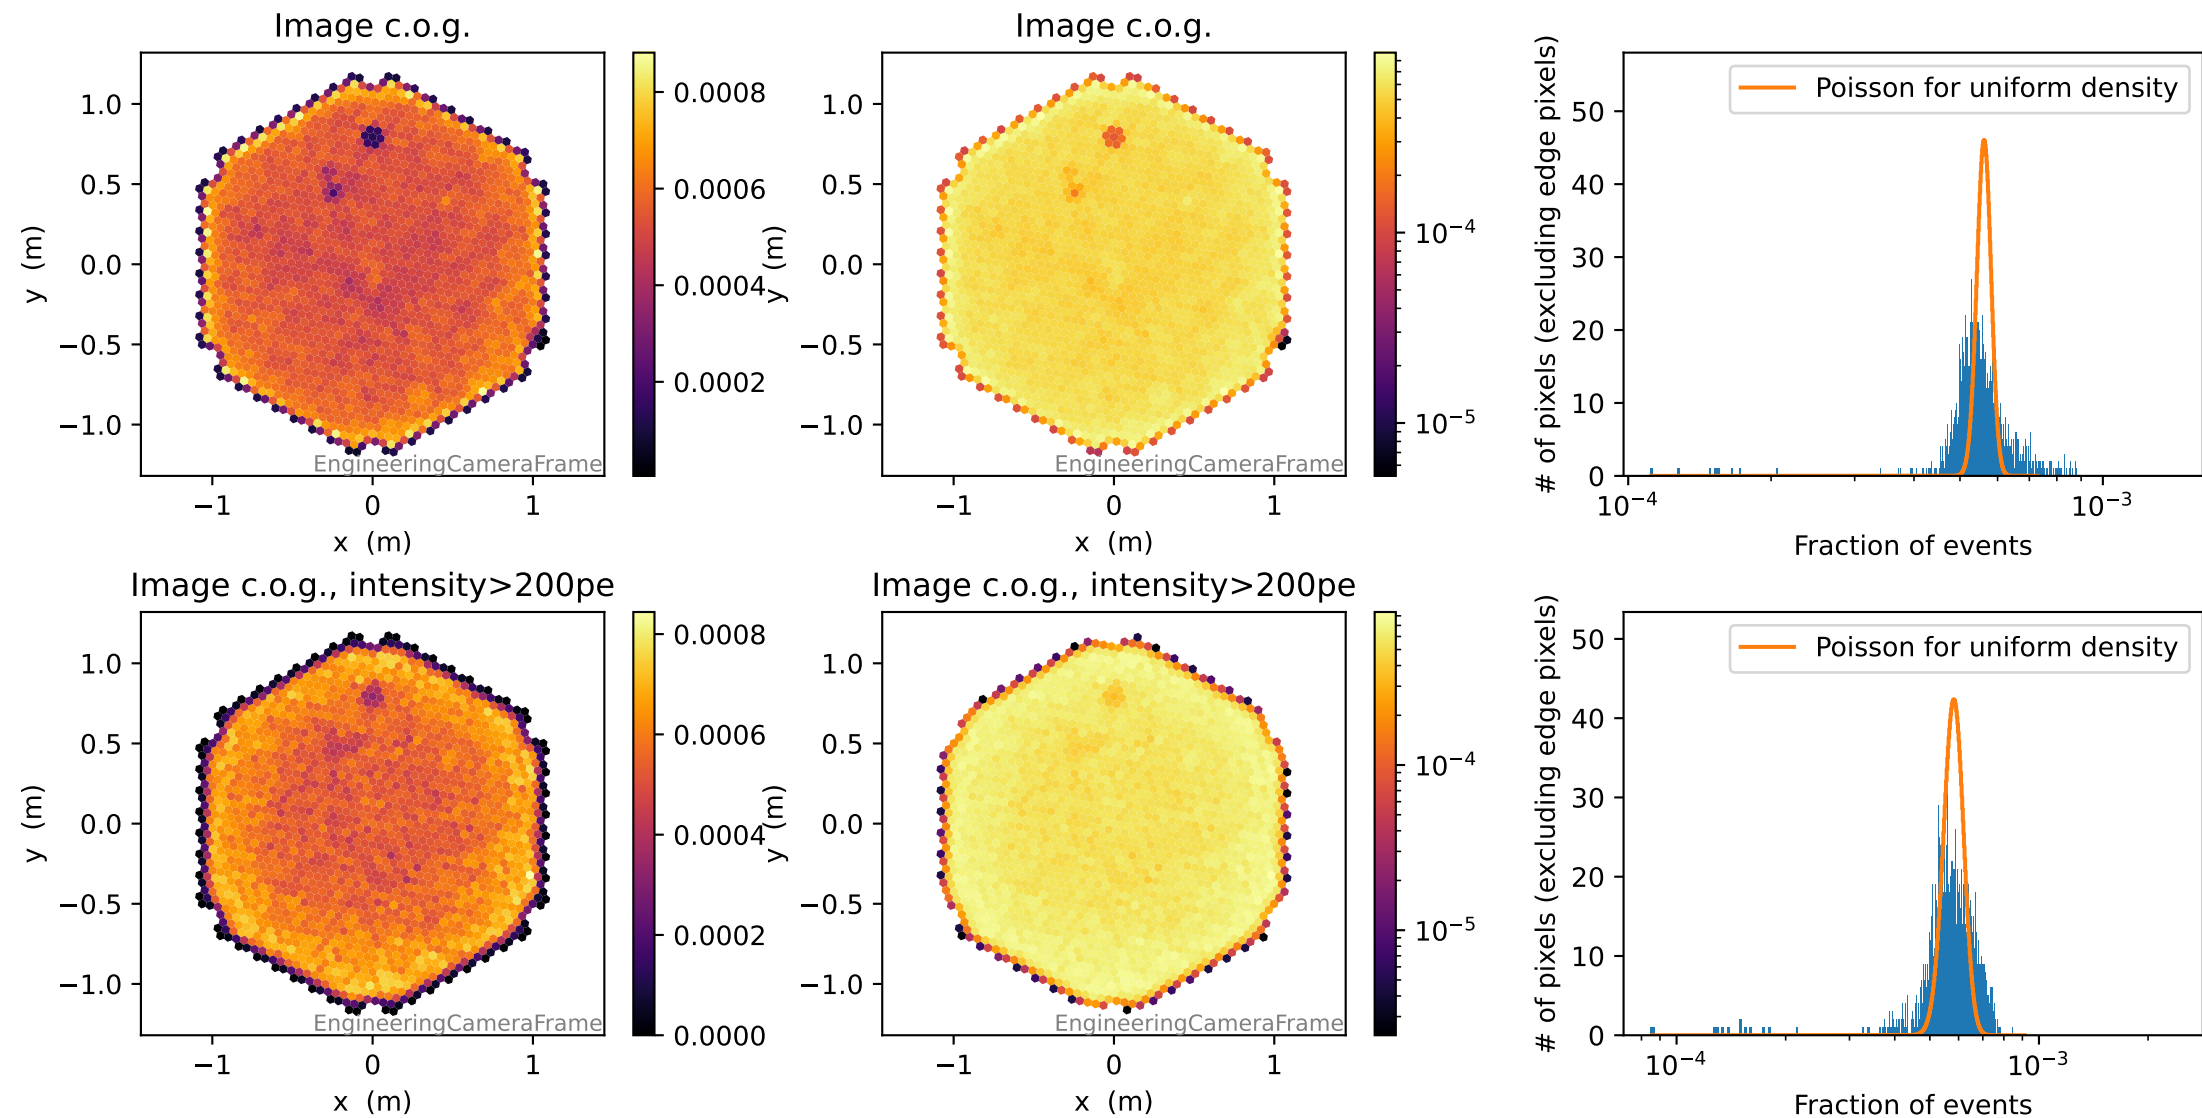 Image c.o.g.
1.0
0.5
0.0
−0.5
−1.0
y (m)
−1
0
1
x (m)
EngineeringCameraFrame
0.0008
0.0006
0.0004
0.0002
Image c.o.g.
1.0
0.5
0.0
−0.5
−1.0
y (m)
−1
0
1
x (m)
EngineeringCameraFrame
10⁻⁴
10⁻⁵
Poisson for uniform density
50
40
30
20
10
0
# of pixels (excluding edge pixels)
10⁻⁴
10⁻³
Fraction of events
Image c.o.g., intensity>200pe
1.0
0.5
0.0
−0.5
−1.0
y (m)
−1
0
1
x (m)
EngineeringCameraFrame
0.0008
0.0006
0.0004
0.0002
0.0000
Image c.o.g., intensity>200pe
1.0
0.5
0.0
−0.5
−1.0
y (m)
−1
0
1
x (m)
EngineeringCameraFrame
10⁻⁴
10⁻⁵
Poisson for uniform density
50
40
30
20
10
0
# of pixels (excluding edge pixels)
10⁻⁴
10⁻³
Fraction of events